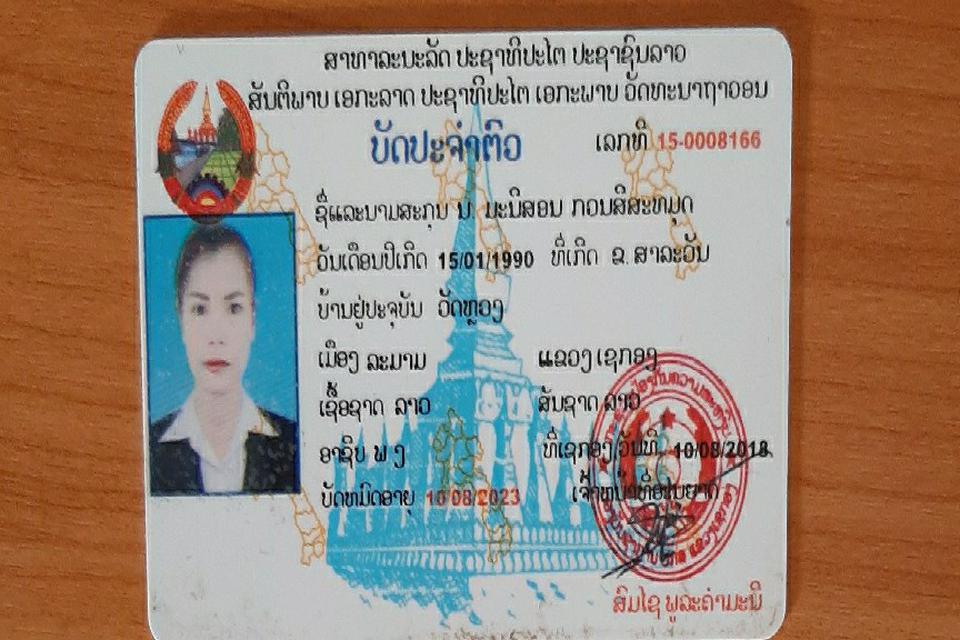 ສາທາລະນະລັດ ປະຊາທິປະໄຕ ປະຊາຊົນລາວ
ສັນຕິພາບ ເອກະລາດ ປະຊາທິປະໄຕ ເອກະພາບ ວັດທະນາຖາວອນ
ບັດປະຈຳຕົວ ເລກທີ 15-0008166
ຊື່ແລະນາມສະກຸນ ນ. ມະນີສອນ ກອນສີສະຫມຸດ
ວັນເດືອນປີເກີດ 15/01/1990 ທີ່ເກີດ ຂ. ສາລະວັນ
ບ້ານຢູ່ປະຈຸບັນ ວັດຫຼວງ
ເມືອງ ລະມາມ ແຂວງ ເຊກອງ
ເຊື້ອຊາດ ລາວ ສັນຊາດ ລາວ
ອາຊີບ ພ ງ ທີ່ເຊກອງ/ວັນທີ 10/08/2018
ບັດຫມົດອາຍຸ 10/08/2023 ເຈົ້າຫນ້າທີ່ອະນຸຍາດ
ສົມໄຊ ພູລະຄຳມະນີ